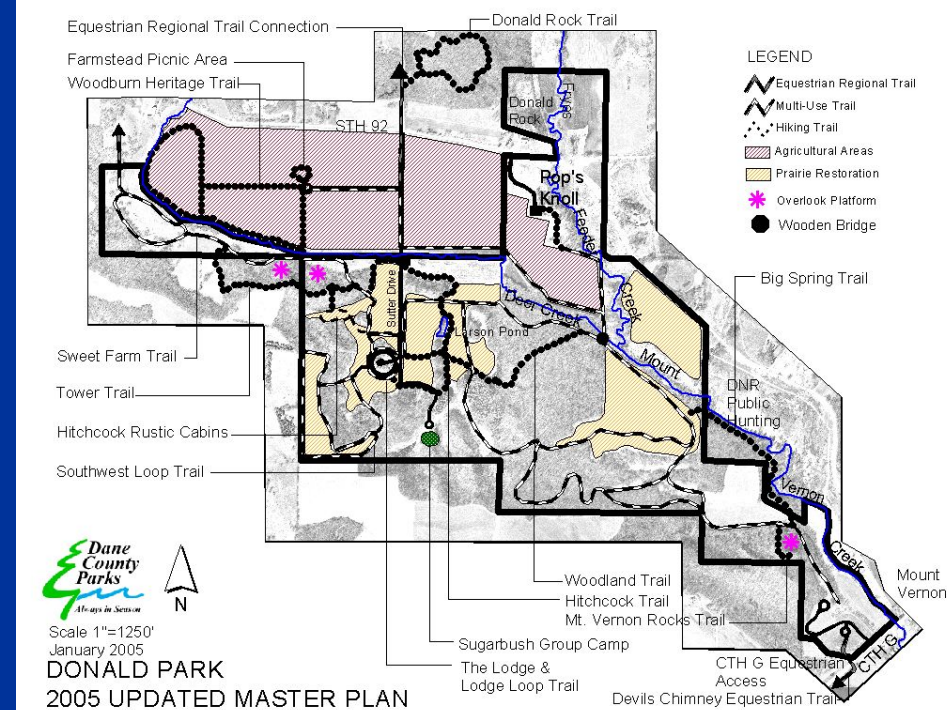 Equestrian Regional Trail Connection
Donald Rock Trail
Farmstead Picnic Area
Woodburn Heritage Trail
LEGEND
Equestrian Regional Trail
Multi-Use Trail
Hiking Trail
Agricultural Areas
Prairie Restoration
Overlook Platform
Wooden Bridge
STH 92
Donald
Rock
Fryes
Feeder
Creek
Pop's
Knoll
Big Spring Trail
Sutter Drive
Deer Creek
Larson Pond
Mount
Vernon
Creek
DNR
Public
Hunting
Sweet Farm Trail
Tower Trail
Hitchcock Rustic Cabins
Southwest Loop Trail
Woodland Trail
Hitchcock Trail
Mt. Vernon Rocks Trail
Mount
Vernon
Sugarbush Group Camp
The Lodge &
Lodge Loop Trail
CTH G Equestrian
Access
CTH G
Devils Chimney Equestrian Trail
Dane
County
Parks
Always in Season
N
Scale 1"=1250'
January 2005
DONALD PARK
2005 UPDATED MASTER PLAN